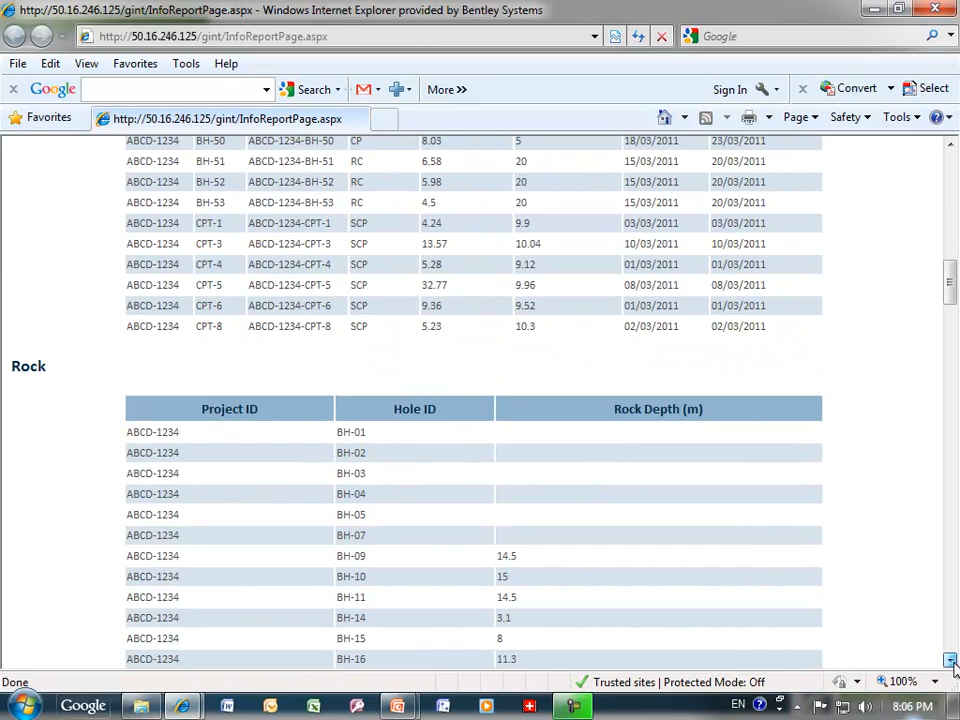 http://50.16.246.125/gint/InfoReportPage.aspx - Windows Internet Explorer provided by Bentley Systems
http://50.16.246.125/gint/InfoReportPage.aspx Google
File Edit View Favorites Tools Help
Google Search More » Sign In Convert Select
Favorites http://50.16.246.125/gint/InfoReportPage.aspx Page Safety Tools
ABCD-1234 BH-50 ABCD-1234-BH-50 CP 8.03 5 18/03/2011 23/03/2011
ABCD-1234 BH-51 ABCD-1234-BH-51 RC 6.58 20 15/03/2011 20/03/2011
ABCD-1234 BH-52 ABCD-1234-BH-52 RC 5.98 20 15/03/2011 20/03/2011
ABCD-1234 BH-53 ABCD-1234-BH-53 RC 4.5 20 15/03/2011 20/03/2011
ABCD-1234 CPT-1 ABCD-1234-CPT-1 SCP 4.24 9.9 03/03/2011 03/03/2011
ABCD-1234 CPT-3 ABCD-1234-CPT-3 SCP 13.57 10.04 10/03/2011 10/03/2011
ABCD-1234 CPT-4 ABCD-1234-CPT-4 SCP 5.28 9.12 01/03/2011 01/03/2011
ABCD-1234 CPT-5 ABCD-1234-CPT-5 SCP 32.77 9.96 08/03/2011 08/03/2011
ABCD-1234 CPT-6 ABCD-1234-CPT-6 SCP 9.36 9.52 01/03/2011 01/03/2011
ABCD-1234 CPT-8 ABCD-1234-CPT-8 SCP 5.23 10.3 02/03/2011 02/03/2011
Rock
Project ID Hole ID Rock Depth (m)
ABCD-1234 BH-01
ABCD-1234 BH-02
ABCD-1234 BH-03
ABCD-1234 BH-04
ABCD-1234 BH-05
ABCD-1234 BH-07
ABCD-1234 BH-09 14.5
ABCD-1234 BH-10 15
ABCD-1234 BH-11 14.5
ABCD-1234 BH-14 3.1
ABCD-1234 BH-15 8
ABCD-1234 BH-16 11.3
Done Trusted sites | Protected Mode: Off 100%
Google EN 8:06 PM